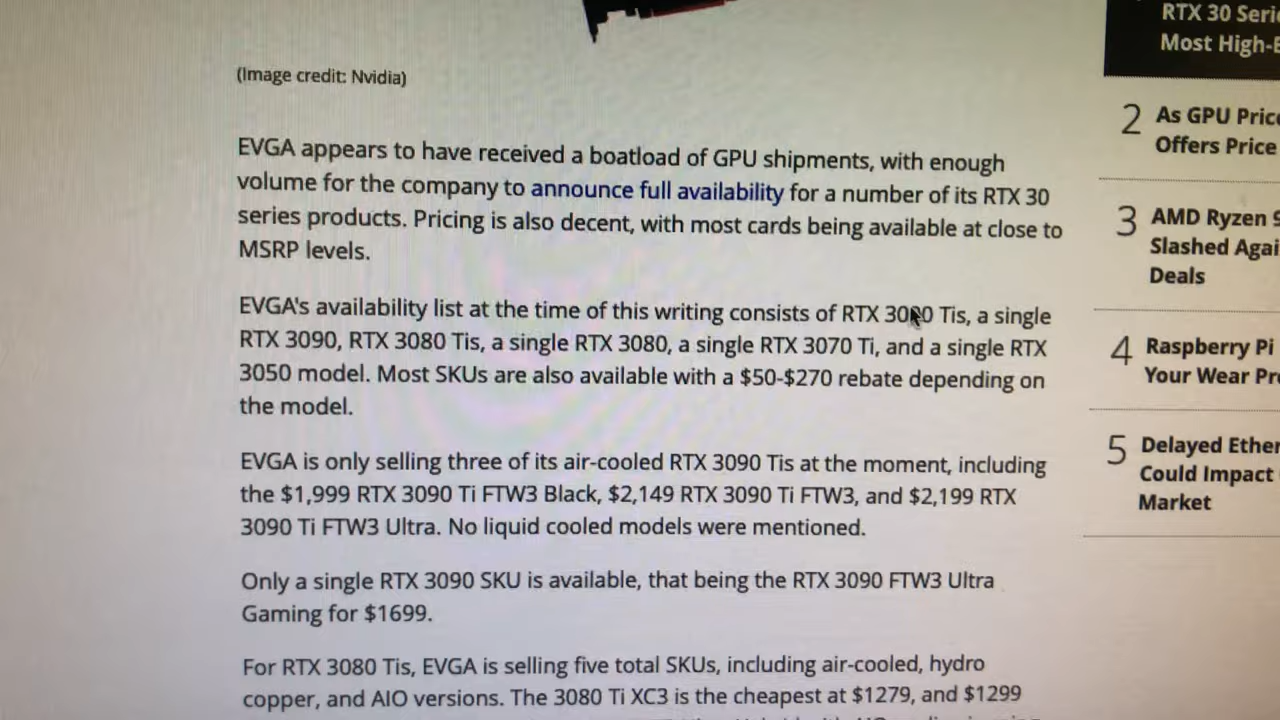 (Image credit: Nvidia)
EVGA appears to have received a boatload of GPU shipments, with enough
volume for the company to announce full availability for a number of its RTX 30
series products. Pricing is also decent, with most cards being available at close to
MSRP levels.
EVGA's availability list at the time of this writing consists of RTX 3090 Tis, a single
RTX 3090, RTX 3080 Tis, a single RTX 3080, a single RTX 3070 Ti, and a single RTX
3050 model. Most SKUs are also available with a $50-$270 rebate depending on
the model.
EVGA is only selling three of its air-cooled RTX 3090 Tis at the moment, including
the $1,999 RTX 3090 Ti FTW3 Black, $2,149 RTX 3090 Ti FTW3, and $2,199 RTX
3090 Ti FTW3 Ultra. No liquid cooled models were mentioned.
Only a single RTX 3090 SKU is available, that being the RTX 3090 FTW3 Ultra
Gaming for $1699.
For RTX 3080 Tis, EVGA is selling five total SKUs, including air-cooled, hydro
copper, and AIO versions. The 3080 Ti XC3 is the cheapest at $1279, and $1299
RTX 30 Seri
Most High-E
2 As GPU Price
Offers Price
3 AMD Ryzen 9
Slashed Agai
Deals
4 Raspberry Pi
Your Wear Pr
5 Delayed Ether
Could Impact
Market